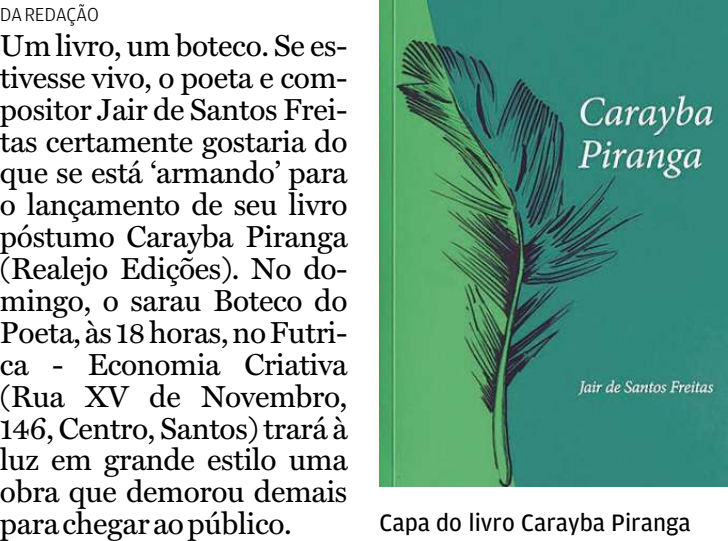 DA REDAÇÃO
Um livro, um boteco. Se es-
tivesse vivo, o poeta e com-
positor Jair de Santos Frei-
tas certamente gostaria do
que se está ‘armando’ para
o lançamento de seu livro
póstumo Carayba Piranga
(Realejo Edições). No do-
mingo, o sarau Boteco do
Poeta, às 18 horas, no Futri-
ca - Economia Criativa
(Rua XV de Novembro,
146, Centro, Santos) trará à
luz em grande estilo uma
obra que demorou demais
para chegar ao público.
Carayba
Piranga
Jair de Santos Freitas
Capa do livro Carayba Piranga